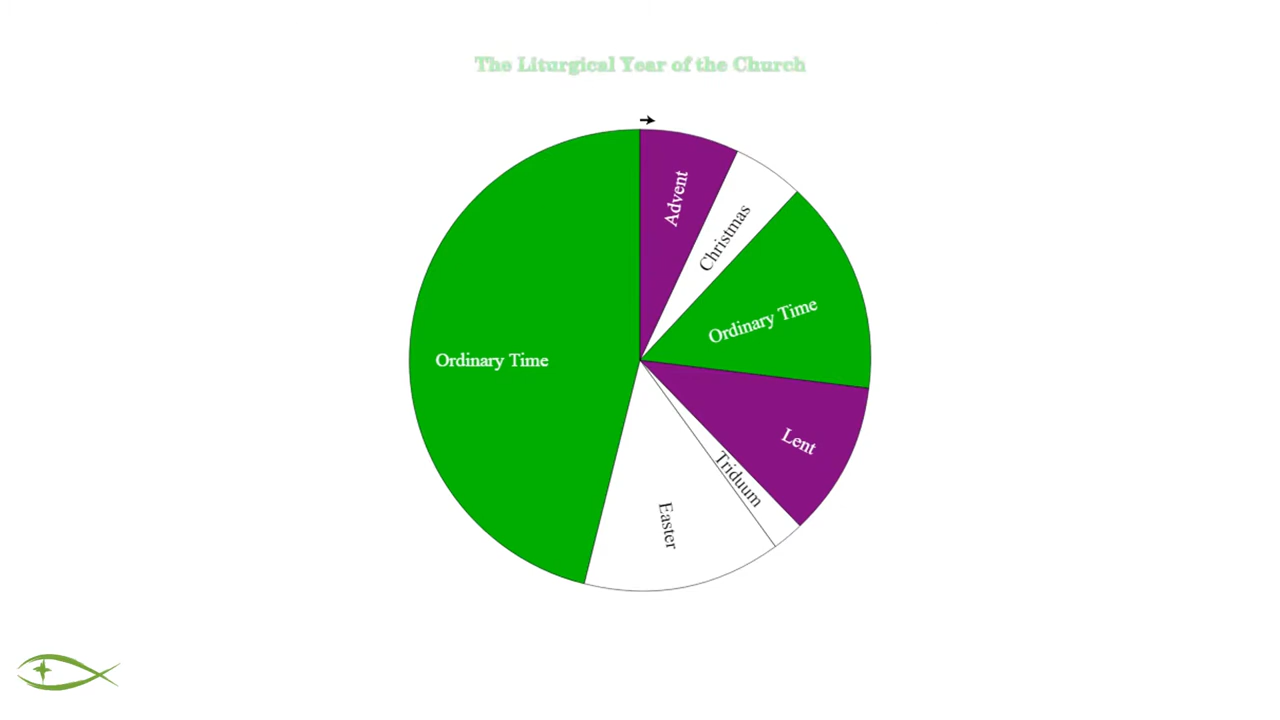 The Liturgical Year of the Church
Advent
Christmas
Ordinary Time
Lent
Triduum
Easter
Ordinary Time